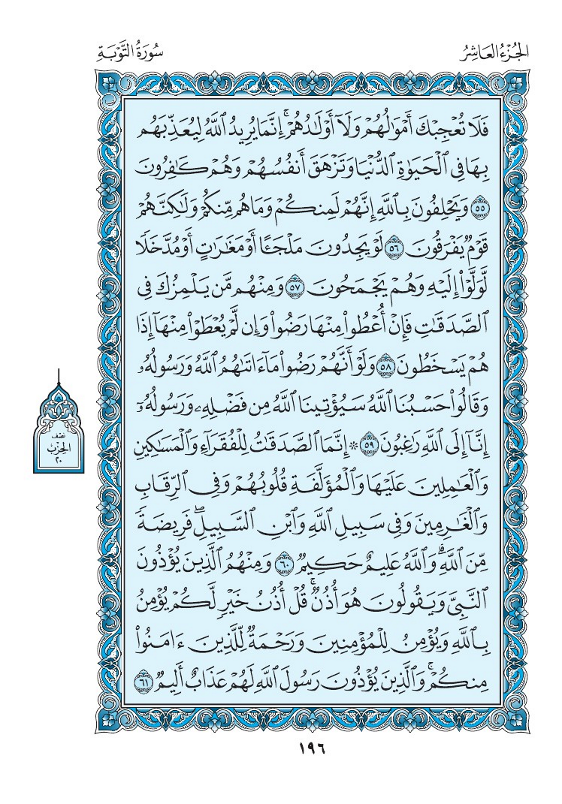 الجُزْءُ العَاشِرُ
سُورَةُ التَّوْبَةِ
فَلَا تُعْجِبْكَ أَمْوَٰلُهُمْ وَلَآ أَوْلَٰدُهُمْ ۚ إِنَّمَا يُرِيدُ ٱللَّهُ لِيُعَذِّبَهُم
بِهَا فِى ٱلْحَيَوٰةِ ٱلدُّنْيَا وَتَزْهَقَ أَنفُسُهُمْ وَهُمْ كَٰفِرُونَ
٥٥ وَيَحْلِفُونَ بِٱللَّهِ إِنَّهُمْ لَمِنكُمْ وَمَا هُم مِّنكُمْ وَلَٰكِنَّهُمْ
قَوْمٌ يَفْرَقُونَ ٥٦ لَوْ يَجِدُونَ مَلْجَـًٔا أَوْ مَغَٰرَٰتٍ أَوْ مُدَّخَلًا
لَّوَلَّوْا۟ إِلَيْهِ وَهُمْ يَجْمَحُونَ ٥٧ وَمِنْهُم مَّن يَلْمِزُكَ فِى
ٱلصَّدَقَٰتِ فَإِنْ أُعْطُوا۟ مِنْهَا رَضُوا۟ وَإِن لَّمْ يُعْطَوْا۟ مِنْهَآ إِذَا
هُمْ يَسْخَطُونَ ٥٨ وَلَوْ أَنَّهُمْ رَضُوا۟ مَآ ءَاتَىٰهُمُ ٱللَّهُ وَرَسُولُهُۥ
وَقَالُوا۟ حَسْبُنَا ٱللَّهُ سَيُؤْتِينَا ٱللَّهُ مِن فَضْلِهِۦ وَرَسُولُهُۥٓ
إِنَّآ إِلَى ٱللَّهِ رَٰغِبُونَ ٥٩ ۞ إِنَّمَا ٱلصَّدَقَٰتُ لِلْفُقَرَآءِ وَٱلْمَسَٰكِينِ
وَٱلْعَٰمِلِينَ عَلَيْهَا وَٱلْمُؤَلَّفَةِ قُلُوبُهُمْ وَفِى ٱلرِّقَابِ
وَٱلْغَٰرِمِينَ وَفِى سَبِيلِ ٱللَّهِ وَٱبْنِ ٱلسَّبِيلِ ۖ فَرِيضَةً
مِّنَ ٱللَّهِ ۗ وَٱللَّهُ عَلِيمٌ حَكِيمٌ ٦٠ وَمِنْهُمُ ٱلَّذِينَ يُؤْذُونَ
ٱلنَّبِىَّ وَيَقُولُونَ هُوَ أُذُنٌ ۚ قُلْ أُذُنُ خَيْرٍ لَّكُمْ يُؤْمِنُ
بِٱللَّهِ وَيُؤْمِنُ لِلْمُؤْمِنِينَ وَرَحْمَةٌ لِّلَّذِينَ ءَامَنُوا۟
مِنكُمْ ۚ وَٱلَّذِينَ يُؤْذُونَ رَسُولَ ٱللَّهِ لَهُمْ عَذَابٌ أَلِيمٌ ٦١
نصف
الحزب
٢٠
١٩٦